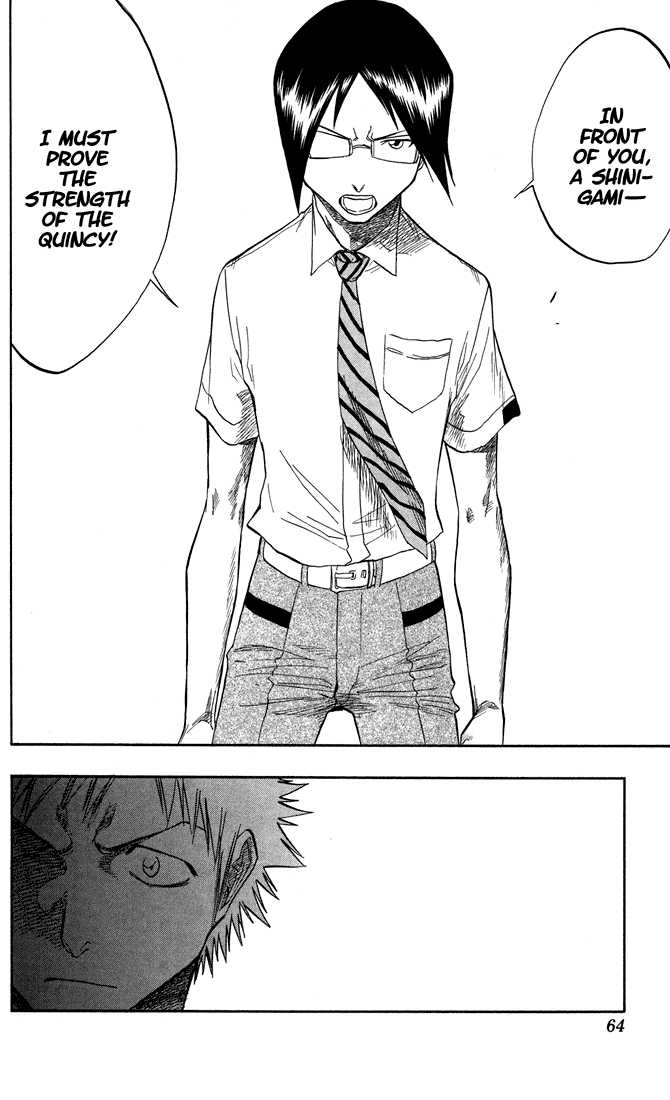 IN
FRONT
OF YOU,
A SHINI-
GAMI—
I MUST
PROVE
THE
STRENGTH
OF THE
QUINCY!
64